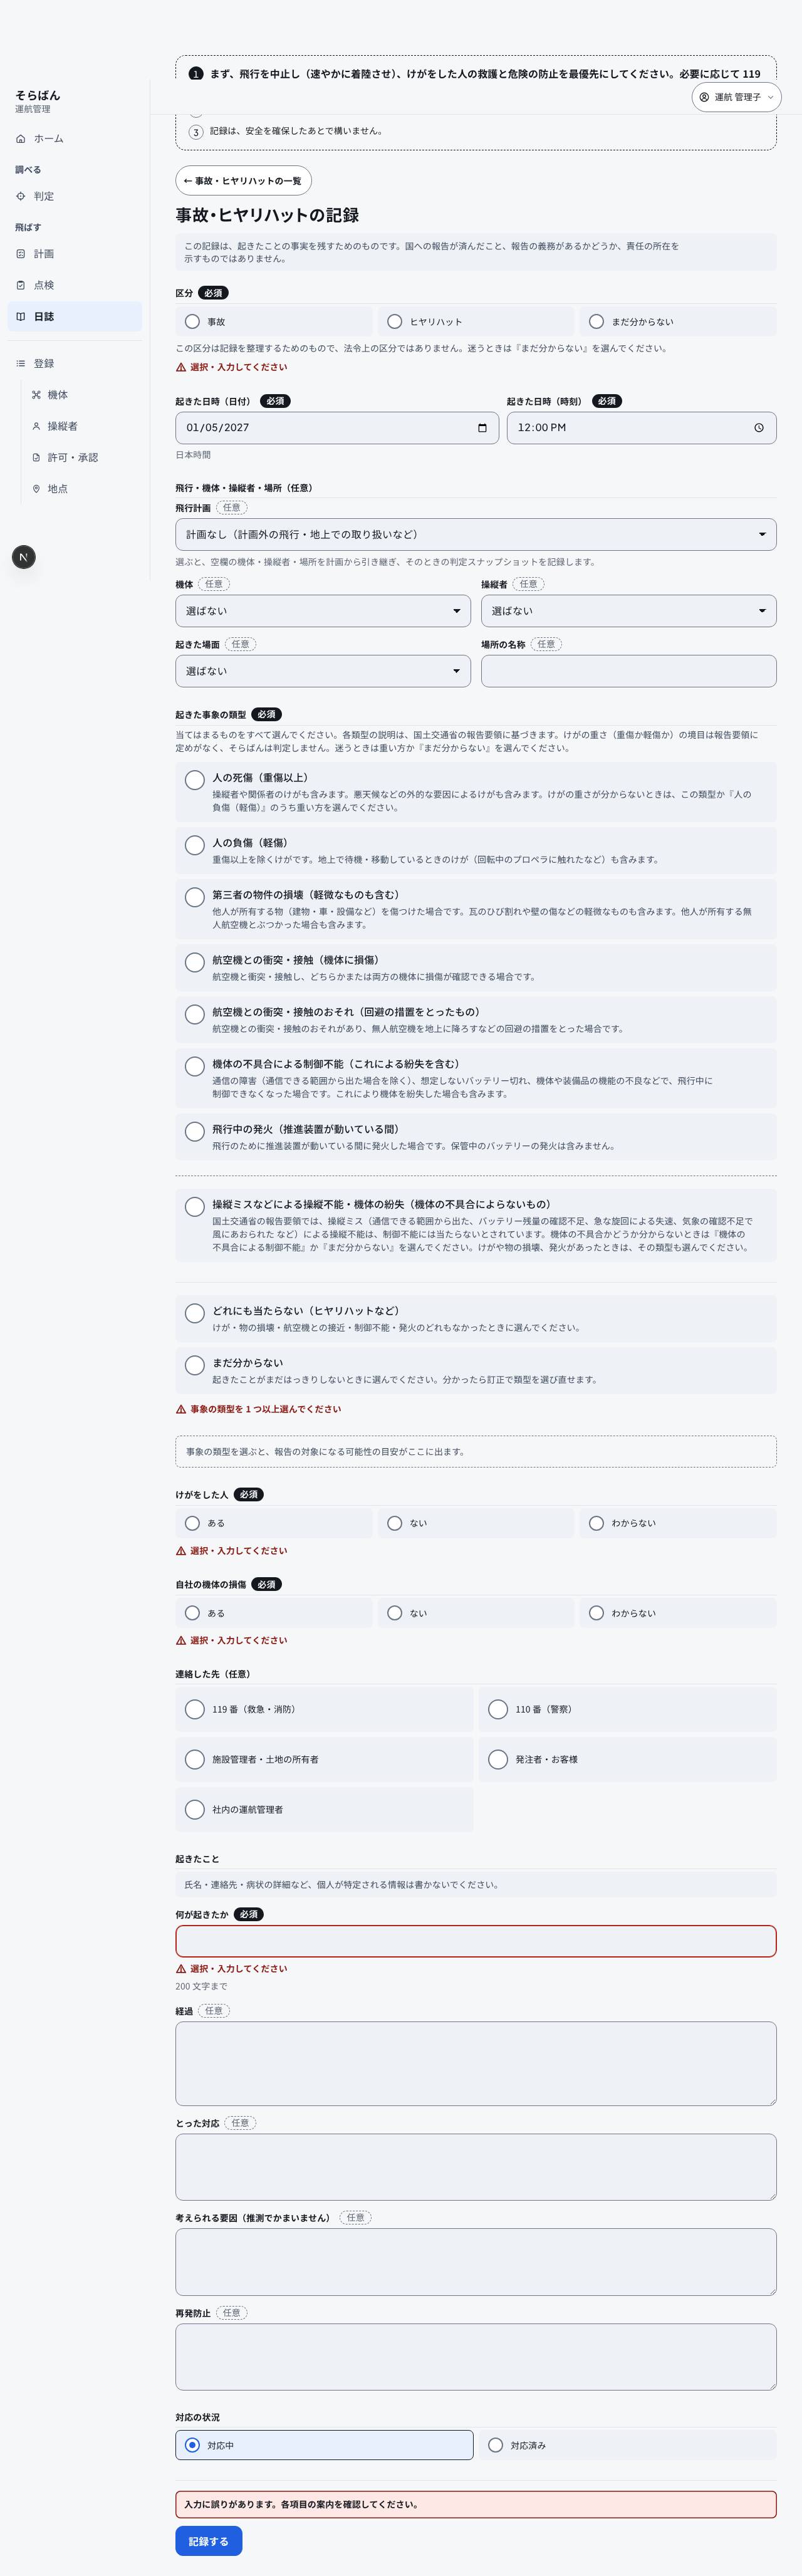 1 まず、飛行を中止し（速やかに着陸させ）、けがをした人の救護と危険の防止を最優先にしてください。必要に応じて 119
そらばん
運航管理
運航 管理子
3 記録は、安全を確保したあとで構いません。
ホーム
調べる
判定
飛ばす
計画
点検
日誌
登録
機体
操縦者
許可・承認
地点
N
← 事故・ヒヤリハットの一覧
事故・ヒヤリハットの記録
この記録は、起きたことの事実を残すためのものです。国への報告が済んだこと、報告の義務があるかどうか、責任の所在を
示すものではありません。
区分 必須
事故
ヒヤリハット
まだ分からない
この区分は記録を整理するためのもので、法令上の区分ではありません。迷うときは『まだ分からない』を選んでください。
選択・入力してください
起きた日時（日付） 必須
起きた日時（時刻） 必須
01/05/2027
12:00 PM
日本時間
飛行・機体・操縦者・場所（任意）
飛行計画 任意
計画なし（計画外の飛行・地上での取り扱いなど）
選ぶと、空欄の機体・操縦者・場所を計画から引き継ぎ、そのときの判定スナップショットを記録します。
機体 任意
操縦者 任意
選ばない
選ばない
起きた場面 任意
場所の名称 任意
選ばない
起きた事象の類型 必須
当てはまるものをすべて選んでください。各類型の説明は、国土交通省の報告要領に基づきます。けがの重さ（重傷か軽傷か）の境目は報告要領に
定めがなく、そらばんは判定しません。迷うときは重い方か『まだ分からない』を選んでください。
人の死傷（重傷以上）
操縦者や関係者のけがも含みます。悪天候などの外的な要因によるけがも含みます。けがの重さが分からないときは、この類型か『人の
負傷（軽傷）』のうち重い方を選んでください。
人の負傷（軽傷）
重傷以上を除くけがです。地上で待機・移動しているときのけが（回転中のプロペラに触れたなど）も含みます。
第三者の物件の損壊（軽微なものも含む）
他人が所有する物（建物・車・設備など）を傷つけた場合です。瓦のひび割れや壁の傷などの軽微なものも含みます。他人が所有する無
人航空機とぶつかった場合も含みます。
航空機との衝突・接触（機体に損傷）
航空機と衝突・接触し、どちらかまたは両方の機体に損傷が確認できる場合です。
航空機との衝突・接触のおそれ（回避の措置をとったもの）
航空機との衝突・接触のおそれがあり、無人航空機を地上に降ろすなどの回避の措置をとった場合です。
機体の不具合による制御不能（これによる紛失を含む）
通信の障害（通信できる範囲から出た場合を除く）、想定しないバッテリー切れ、機体や装備品の機能の不良などで、飛行中に
制御できなくなった場合です。これにより機体を紛失した場合も含みます。
飛行中の発火（推進装置が動いている間）
飛行のために推進装置が動いている間に発火した場合です。保管中のバッテリーの発火は含みません。
操縦ミスなどによる操縦不能・機体の紛失（機体の不具合によらないもの）
国土交通省の報告要領では、操縦ミス（通信できる範囲から出た、バッテリー残量の確認不足、急な旋回による失速、気象の確認不足で
風にあおられた など）による操縦不能は、制御不能には当たらないとされています。機体の不具合かどうか分からないときは『機体の
不具合による制御不能』か『まだ分からない』を選んでください。けがや物の損壊、発火があったときは、その類型も選んでください。
どれにも当たらない（ヒヤリハットなど）
けが・物の損壊・航空機との接近・制御不能・発火のどれもなかったときに選んでください。
まだ分からない
起きたことがまだはっきりしないときに選んでください。分かったら訂正で類型を選び直せます。
事象の類型を 1 つ以上選んでください
事象の類型を選ぶと、報告の対象になる可能性の目安がここに出ます。
けがをした人 必須
ある
ない
わからない
選択・入力してください
自社の機体の損傷 必須
ある
ない
わからない
選択・入力してください
連絡した先（任意）
119 番（救急・消防）
110 番（警察）
施設管理者・土地の所有者
発注者・お客様
社内の運航管理者
起きたこと
氏名・連絡先・病状の詳細など、個人が特定される情報は書かないでください。
何が起きたか 必須
選択・入力してください
200 文字まで
経過 任意
とった対応 任意
考えられる要因（推測でかまいません） 任意
再発防止 任意
対応の状況
対応中
対応済み
入力に誤りがあります。各項目の案内を確認してください。
記録する